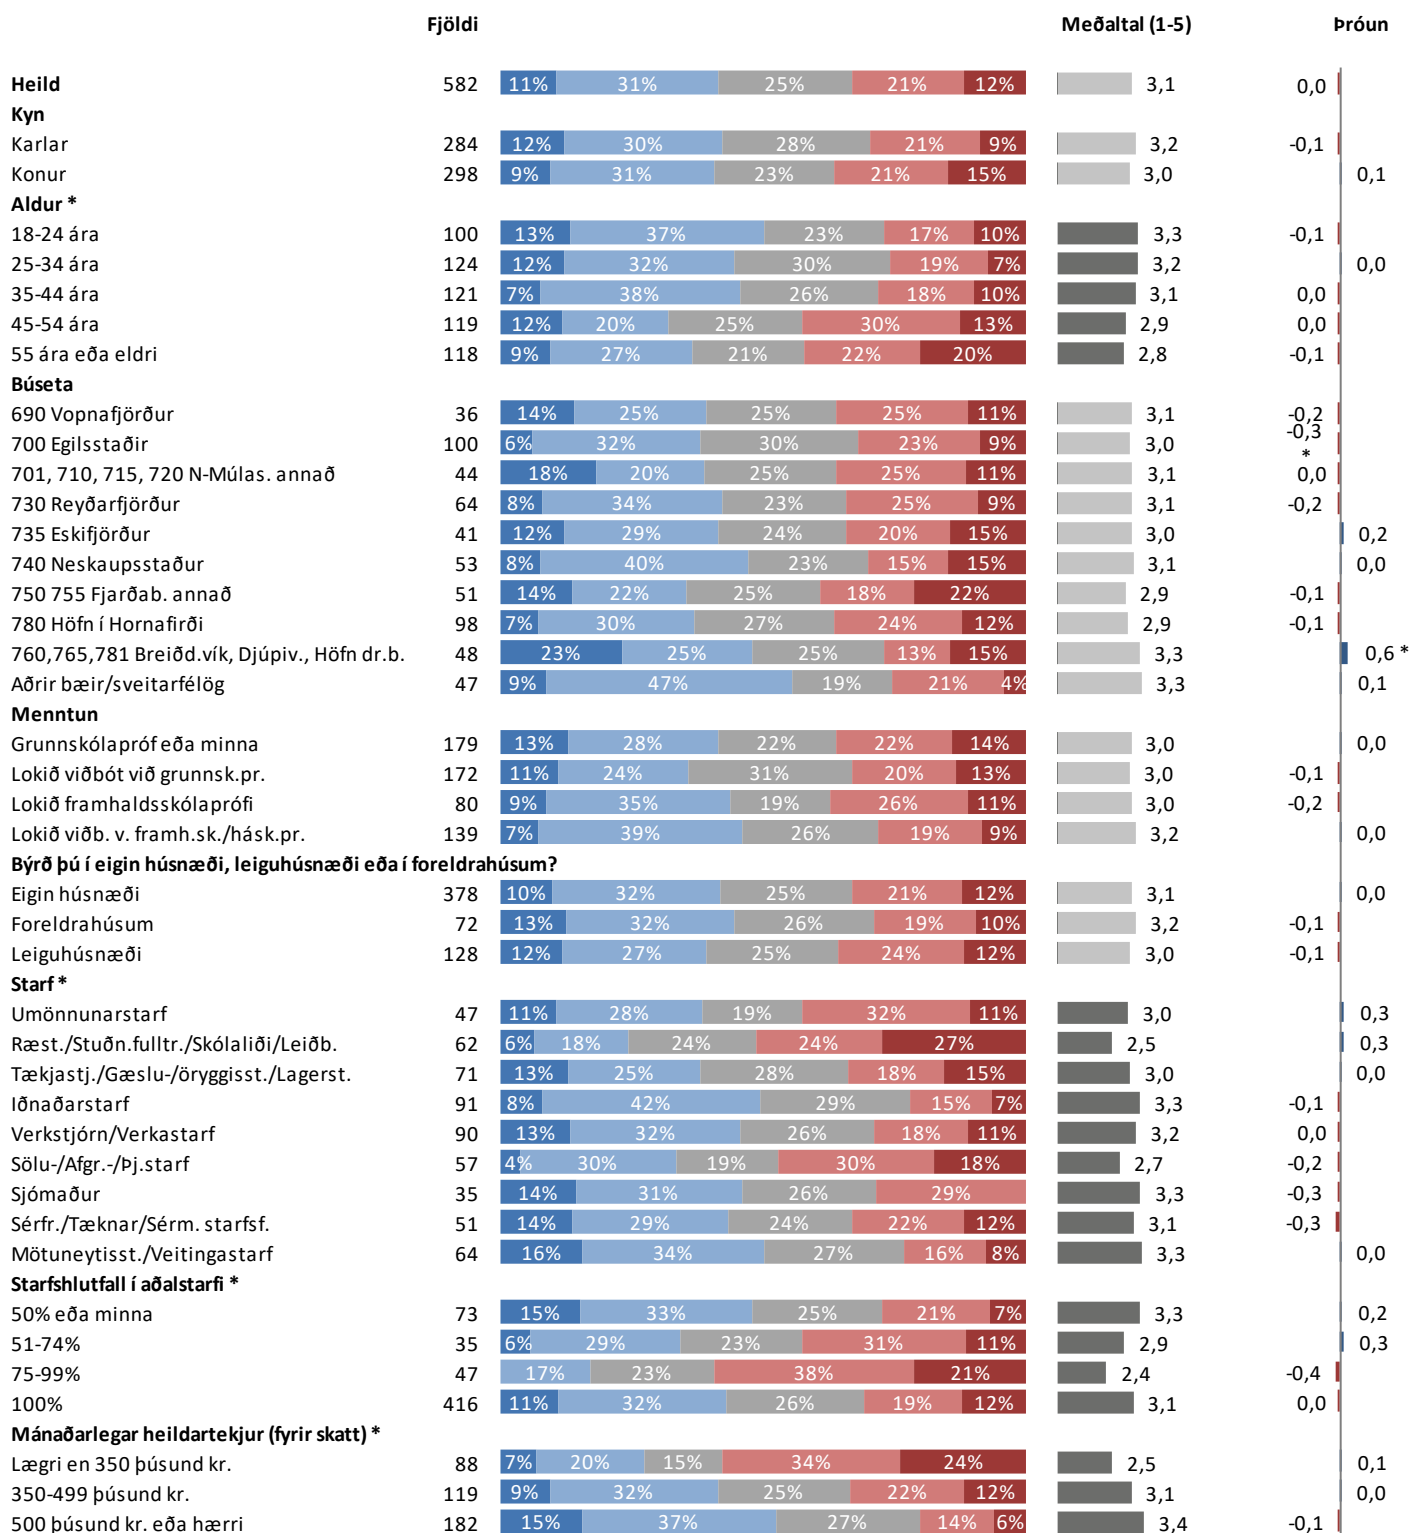 Fjöldi Meðaltal (1-5) Þróun
Heild 582 11% 31% 25% 21% 12% 3,1 0,0
Kyn
Karlar 284 12% 30% 28% 21% 9% 3,2 -0,1
Konur 298 9% 31% 23% 21% 15% 3,0 0,1
Aldur *
18-24 ára 100 13% 37% 23% 17% 10% 3,3 -0,1
25-34 ára 124 12% 32% 30% 19% 7% 3,2 0,0
35-44 ára 121 7% 38% 26% 18% 10% 3,1 0,0
45-54 ára 119 12% 20% 25% 30% 13% 2,9 0,0
55 ára eða eldri 118 9% 27% 21% 22% 20% 2,8 -0,1
Búseta
690 Vopnafjörður 36 14% 25% 25% 25% 11% 3,1 -0,2
700 Egilsstaðir 100 6% 32% 30% 23% 9% 3,0 -0,3 *
701, 710, 715, 720 N-Múlas. annað 44 18% 20% 25% 25% 11% 3,1 0,0
730 Reyðarfjörður 64 8% 34% 23% 25% 9% 3,1 -0,2
735 Eskifjörður 41 12% 29% 24% 20% 15% 3,0 0,2
740 Neskaupsstaður 53 8% 40% 23% 15% 15% 3,1 0,0
750 755 Fjarðab. annað 51 14% 22% 25% 18% 22% 2,9 -0,1
780 Höfn í Hornafirði 98 7% 30% 27% 24% 12% 2,9 -0,1
760,765,781 Breiðd.vík, Djúpiv., Höfn dr.b. 48 23% 25% 25% 13% 15% 3,3 0,6 *
Aðrir bæir/sveitarfélög 47 9% 47% 19% 21% 4% 3,3 0,1
Menntun
Grunnskólapróf eða minna 179 13% 28% 22% 22% 14% 3,0 0,0
Lokið viðbót við grunnsk.pr. 172 11% 24% 31% 20% 13% 3,0 -0,1
Lokið framhaldsskólaprófi 80 9% 35% 19% 26% 11% 3,0 -0,2
Lokið viðb. v. framh.sk./hásk.pr. 139 7% 39% 26% 19% 9% 3,2 0,0
Býrð þú í eigin húsnæði, leiguhúsnæði eða í foreldrahúsum?
Eigin húsnæði 378 10% 32% 25% 21% 12% 3,1 0,0
Foreldrahúsum 72 13% 32% 26% 19% 10% 3,2 -0,1
Leiguhúsnæði 128 12% 27% 25% 24% 12% 3,0 -0,1
Starf *
Umönnunarstarf 47 11% 28% 19% 32% 11% 3,0 0,3
Ræst./Stuðn.fulltr./Skólaliði/Leiðb. 62 6% 18% 24% 24% 27% 2,5 0,3
Tækjastj./Gæslu-/öryggisst./Lagerst. 71 13% 25% 28% 18% 15% 3,0 0,0
Iðnaðarstarf 91 8% 42% 29% 15% 7% 3,3 -0,1
Verkstjórn/Verkastarf 90 13% 32% 26% 18% 11% 3,2 0,0
Sölu-/Afgr.-/Þj.starf 57 4% 30% 19% 30% 18% 2,7 -0,2
Sjómaður 35 14% 31% 26% 29% 3,3 -0,3
Sérfr./Tæknar/Sérm. starfsf. 51 14% 29% 24% 22% 12% 3,1 -0,3
Mötuneytisst./Veitingastarf 64 16% 34% 27% 16% 8% 3,3 0,0
Starfshlutfall í aðalstarfi *
50% eða minna 73 15% 33% 25% 21% 7% 3,3 0,2
51-74% 35 6% 29% 23% 31% 11% 2,9 0,3
75-99% 47 17% 23% 38% 21% 2,4 -0,4
100% 416 11% 32% 26% 19% 12% 3,1 0,0
Mánaðarlegar heildartekjur (fyrir skatt) *
Lægri en 350 þúsund kr. 88 7% 20% 15% 34% 24% 2,5 0,1
350-499 þúsund kr. 119 9% 32% 25% 22% 12% 3,1 0,0
500 þúsund kr. eða hærri 182 15% 37% 27% 14% 6% 3,4 -0,1